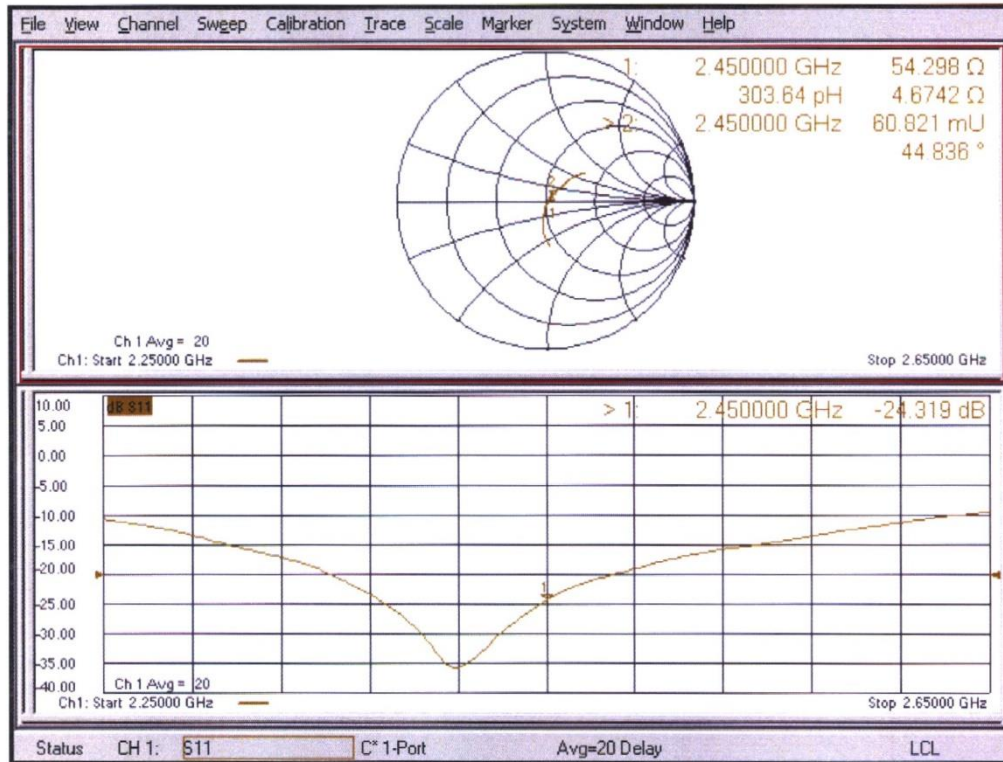 File View Channel Sweep Calibration Trace Scale Marker System Window Help
1: 2.450000 GHz 54.298 Ω
303.64 pH 4.6742 Ω
> 2: 2.450000 GHz 60.821 mU
44.836 °
2
1
Ch 1 Avg = 20
Ch1: Start 2.25000 GHz Stop 2.65000 GHz
10.00 dB S11 > 1: 2.450000 GHz -24.319 dB
5.00
0.00
-5.00
-10.00
-15.00
-20.00
-25.00
-30.00
-35.00
-40.00
1
Ch 1 Avg = 20
Ch1: Start 2.25000 GHz Stop 2.65000 GHz
Status CH 1: S11 C* 1-Port Avg=20 Delay LCL